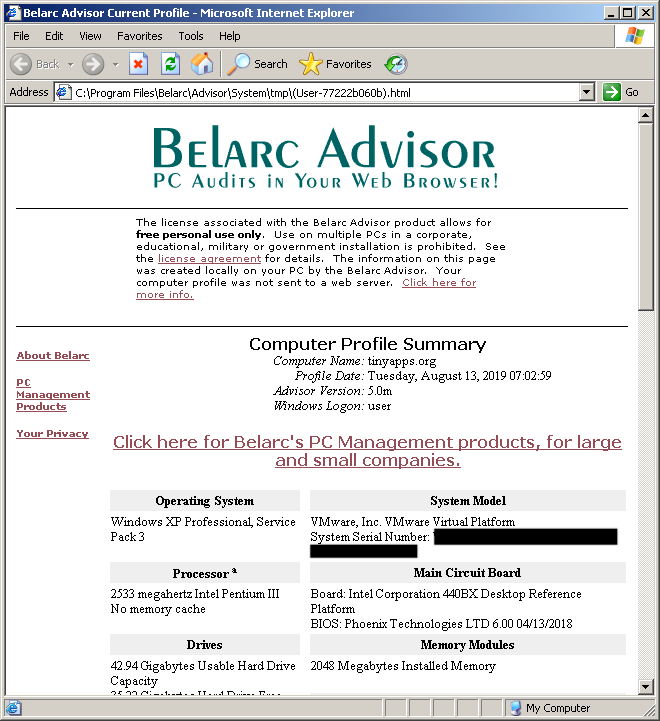 Belarc Advisor Current Profile - Microsoft Internet Explorer
File Edit View Favorites Tools Help
Back Search Favorites
Address C:\Program Files\Belarc\Advisor\System\tmp\(User-77222b060b).html Go
BELARC ADVISOR
PC AUDITS IN YOUR WEB BROWSER!
The license associated with the Belarc Advisor product allows for
free personal use only. Use on multiple PCs in a corporate,
educational, military or government installation is prohibited. See
the license agreement for details. The information on this page
was created locally on your PC by the Belarc Advisor. Your
computer profile was not sent to a web server. Click here for
more info.
About Belarc
PC
Management
Products
Your Privacy
Computer Profile Summary
Computer Name: tinyapps.org
Profile Date: Tuesday, August 13, 2019 07:02:59
Advisor Version: 5.0m
Windows Logon: user
Click here for Belarc's PC Management products, for large
and small companies.
Operating System
Windows XP Professional, Service
Pack 3
System Model
VMware, Inc. VMware Virtual Platform
System Serial Number:
Processor a
2533 megahertz Intel Pentium III
No memory cache
Main Circuit Board
Board: Intel Corporation 440BX Desktop Reference
Platform
BIOS: Phoenix Technologies LTD 6.00 04/13/2018
Drives
42.94 Gigabytes Usable Hard Drive
Capacity
Gigabytes Hard Drive Free
Memory Modules
2048 Megabytes Installed Memory
My Computer